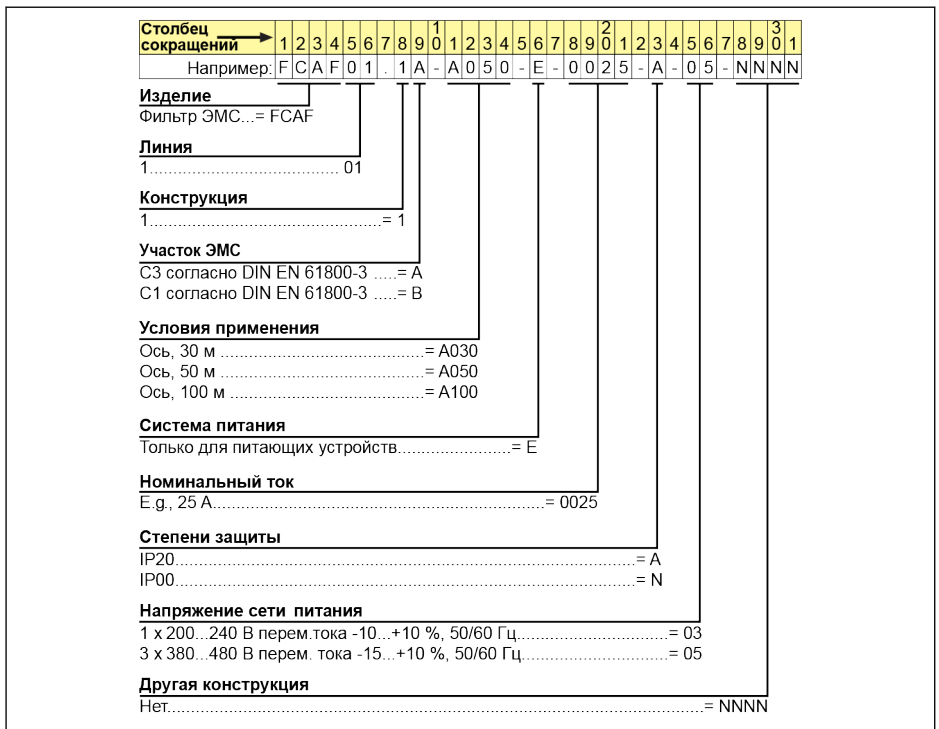 Столбец
сокращений 1 2 3 4 5 6 7 8 9 10 1 2 3 4 5 6 7 8 9 20 1 2 3 4 5 6 7 8 9 30 1
Например: F C A F 0 1 . 1 A - A 0 5 0 - E - 0 0 2 5 - A - 0 5 - N N N N
Изделие
Фильтр ЭМС...= FCAF
Линия
1................................... 01
Конструкция
1..........................................= 1
Участок ЭМС
C3 согласно DIN EN 61800-3 .....= A
C1 согласно DIN EN 61800-3 .....= B
Условия применения
Ось, 30 м .....................................= A030
Ось, 50 м .....................................= A050
Ось, 100 м ...................................= A100
Система питания
Только для питающих устройств.....................= E
Номинальный ток
E.g., 25 A............................................................= 0025
Степени защиты
IP20...................................................................................= A
IP00...................................................................................= N
Напряжение сети питания
1 x 200...240 В перем.тока -10...+10 %, 50/60 Гц............................= 03
3 x 380...480 В перем. тока -15...+10 %, 50/60 Гц...........................= 05
Другая конструкция
Нет.................................................................................................= NNNN